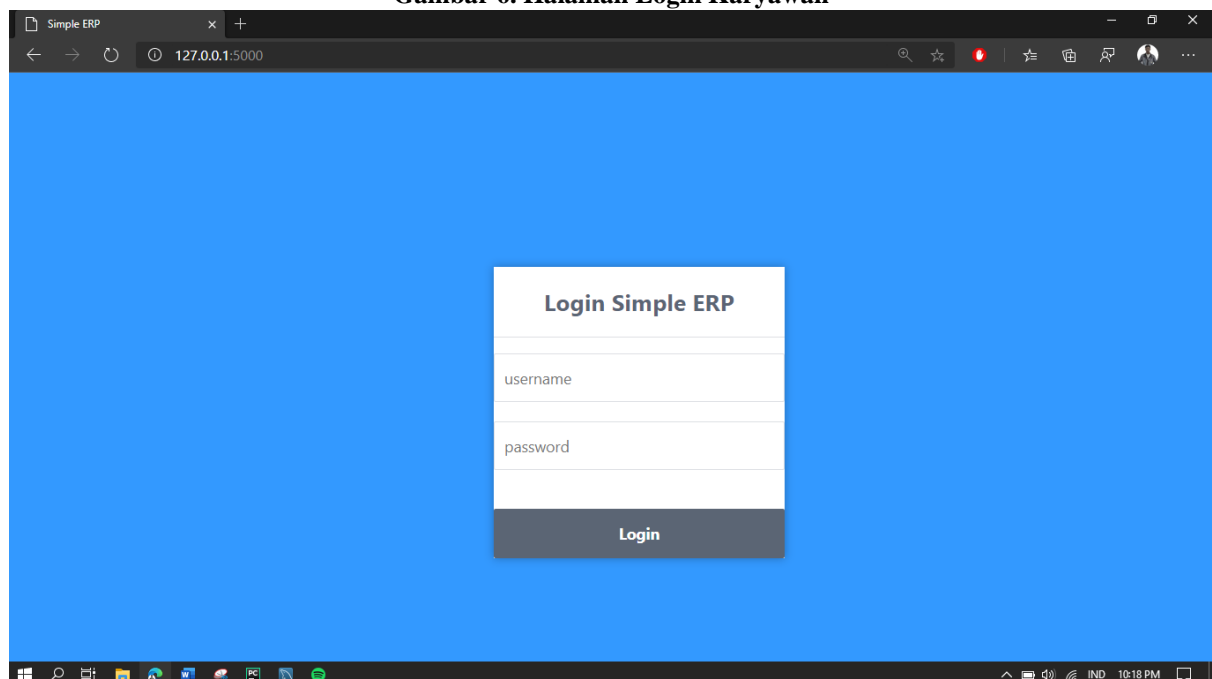 Gambar 6. Halaman Login Karyawan
Simple ERP
127.0.0.1:5000
Login Simple ERP
username
password
Login
IND 10:18 PM